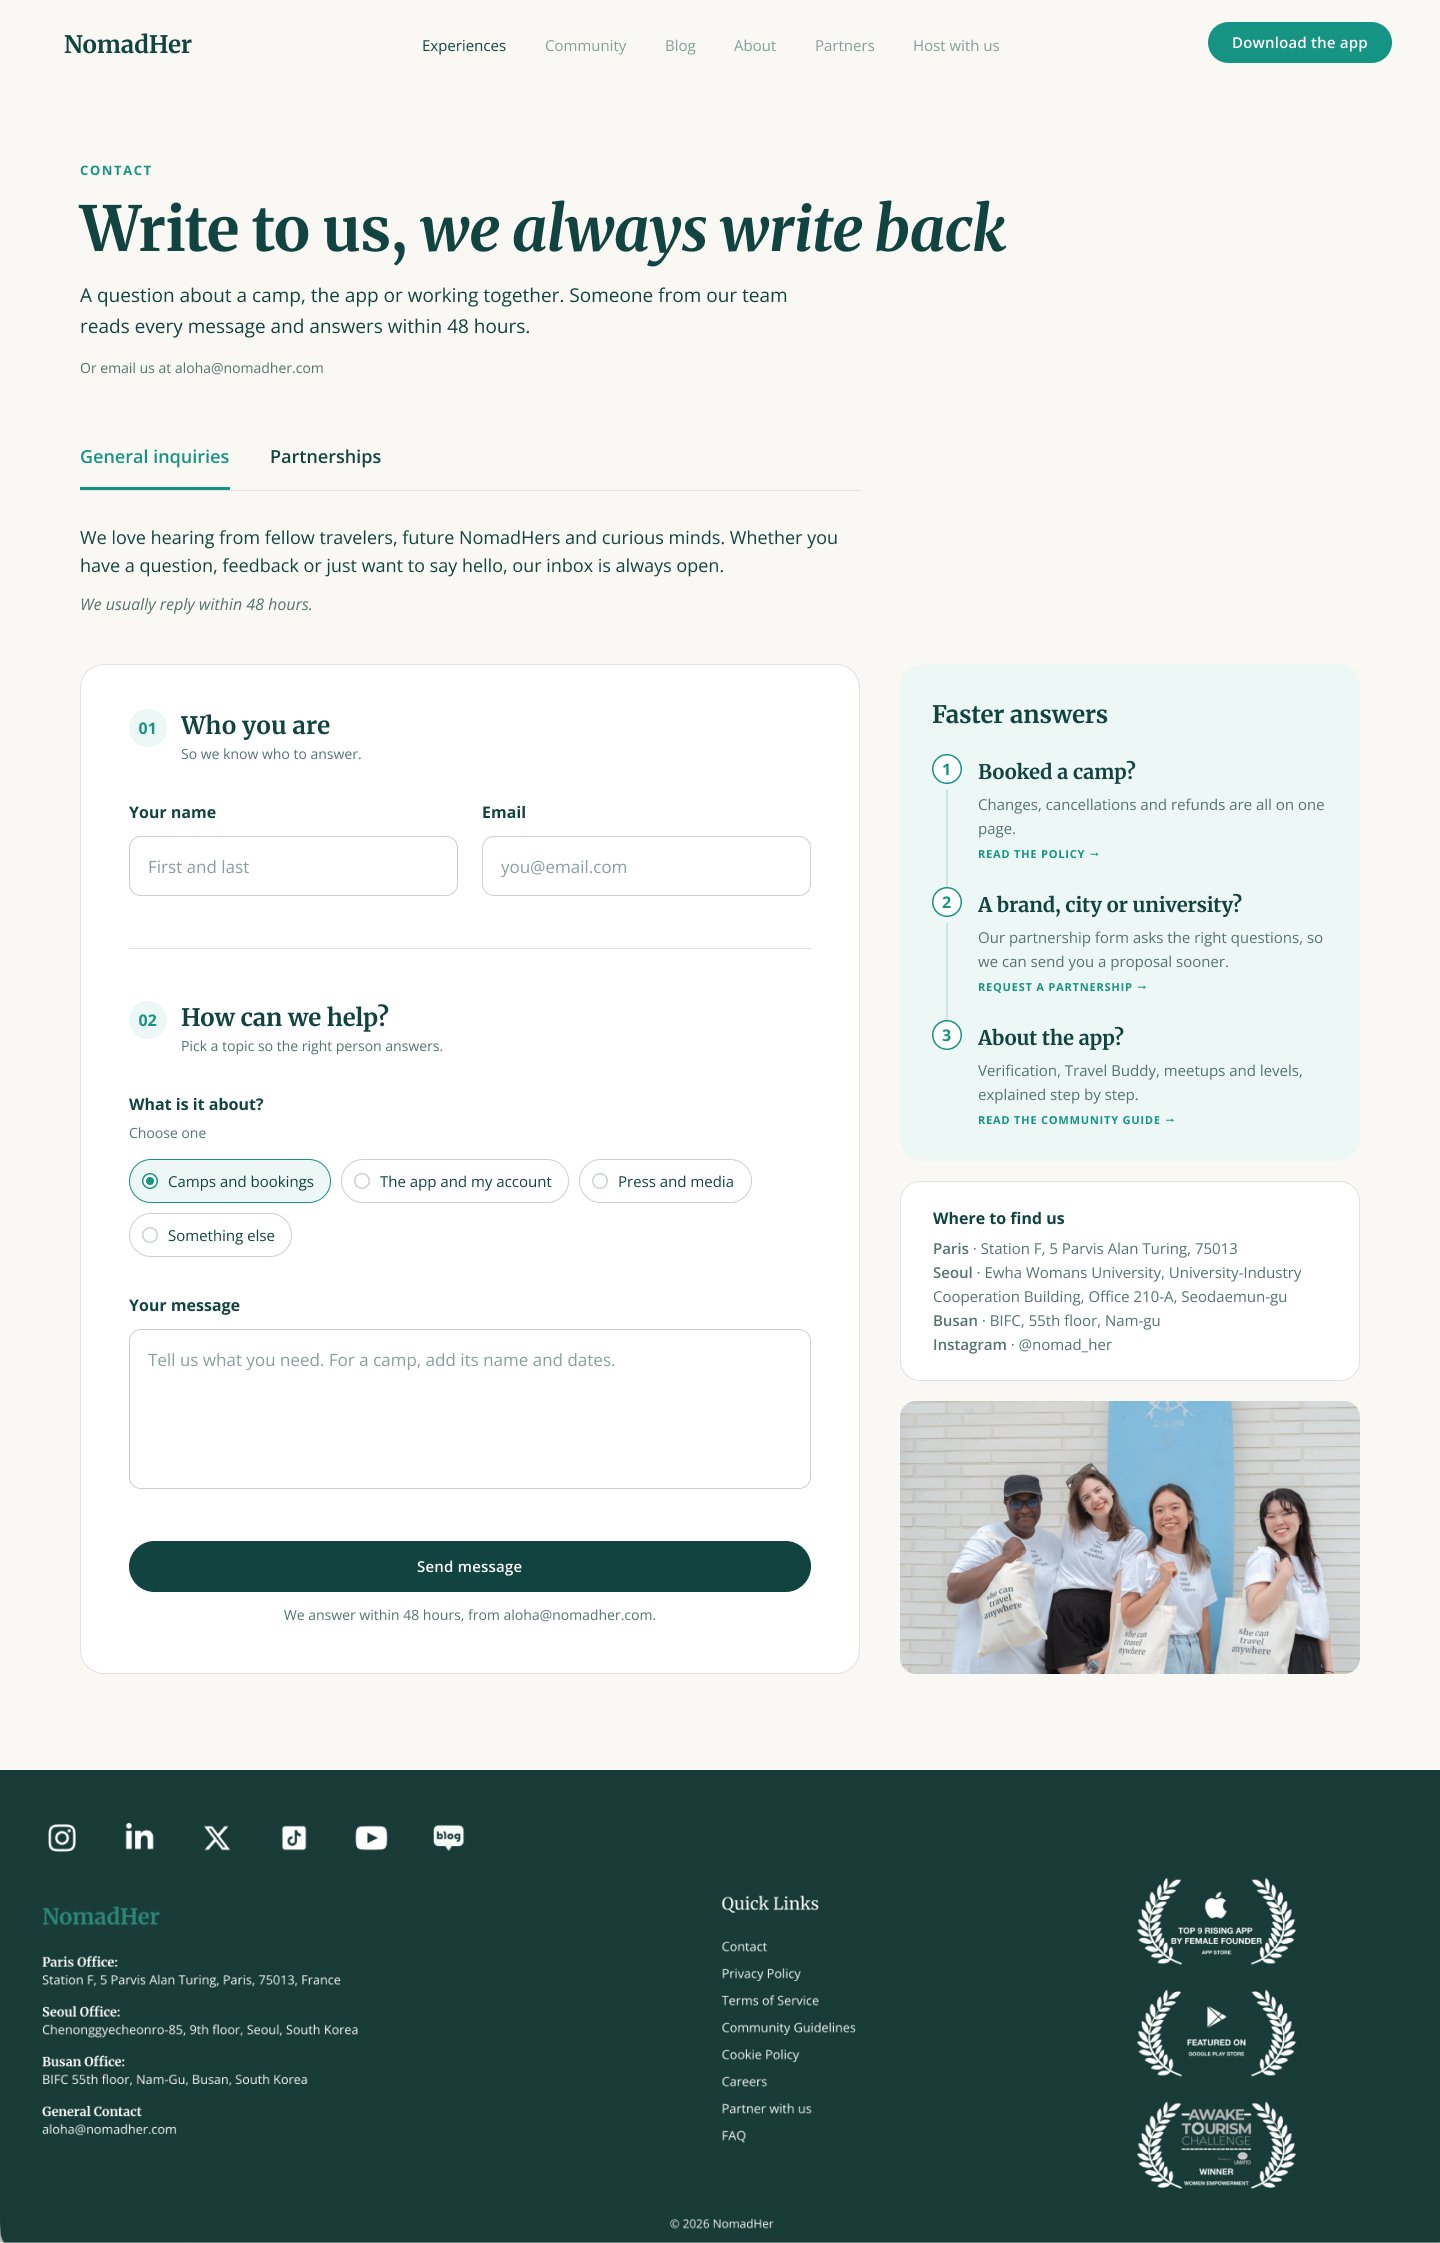 NomadHer
Experiences
Community
Blog
About
Partners
Host with us
Download the app
CONTACT
Write to us, we always write back
A question about a camp, the app or working together. Someone from our team
reads every message and answers within 48 hours.
Or email us at aloha@nomadher.com
General inquiries
Partnerships
We love hearing from fellow travelers, future NomadHers and curious minds. Whether you
have a question, feedback or just want to say hello, our inbox is always open.
We usually reply within 48 hours.
01
Who you are
So we know who to answer.
Your name
Email
First and last
you@email.com
02
How can we help?
Pick a topic so the right person answers.
What is it about?
Choose one
Camps and bookings
The app and my account
Press and media
Something else
Your message
Tell us what you need. For a camp, add its name and dates.
Send message
We answer within 48 hours, from aloha@nomadher.com.
Faster answers
1
Booked a camp?
Changes, cancellations and refunds are all on one
page.
READ THE POLICY →
2
A brand, city or university?
Our partnership form asks the right questions, so
we can send you a proposal sooner.
REQUEST A PARTNERSHIP →
3
About the app?
Verification, Travel Buddy, meetups and levels,
explained step by step.
READ THE COMMUNITY GUIDE →
Where to find us
Paris · Station F, 5 Parvis Alan Turing, 75013
Seoul · Ewha Womans University, University-Industry
Cooperation Building, Office 210-A, Seodaemun-gu
Busan · BIFC, 55th floor, Nam-gu
Instagram · @nomad_her
she can
travel
anywhere
she can
travel
anywhere
she can
travel
anywhere
in
blog
NomadHer
Paris Office:
Station F, 5 Parvis Alan Turing, Paris, 75013, France
Seoul Office:
Chenonggyecheonro-85, 9th floor, Seoul, South Korea
Busan Office:
BIFC 55th floor, Nam-Gu, Busan, South Korea
General Contact
aloha@nomadher.com
Quick Links
Contact
Privacy Policy
Terms of Service
Community Guidelines
Cookie Policy
Careers
Partner with us
FAQ
TOP 9 RISING APP
BY FEMALE FOUNDER
APP STORE
FEATURED ON
GOOGLE PLAY STORE
AWAKE
TOURISM
CHALLENGE
WINNER
WOMEN EMPOWERMENT
© 2026 NomadHer